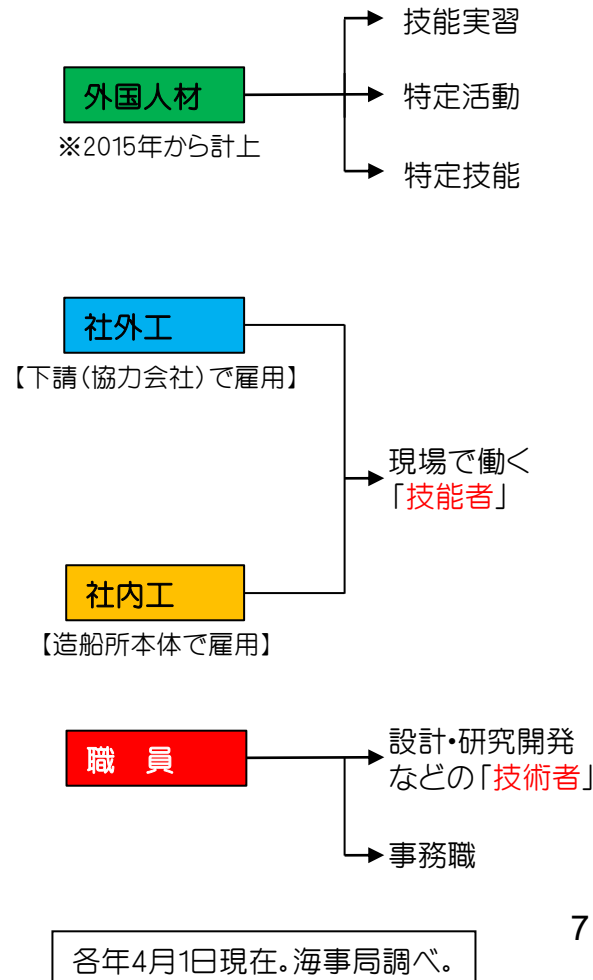 技能実習
外国人材
特定活動
※2015年から計上
特定技能
社外工
【下請(協力会社)で雇用】
現場で働く
「技能者」
社内工
【造船所本体で雇用】
職 員
設計・研究開発
などの「技術者」
事務職
7
各年4月1日現在。海事局調べ。